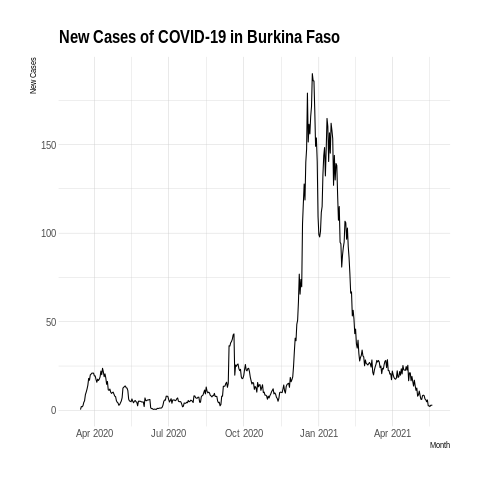 New Cases of COVID-19 in Burkina Faso
New Cases
150
100
50
0
Apr 2020 Jul 2020 Oct 2020 Jan 2021 Apr 2021
Month